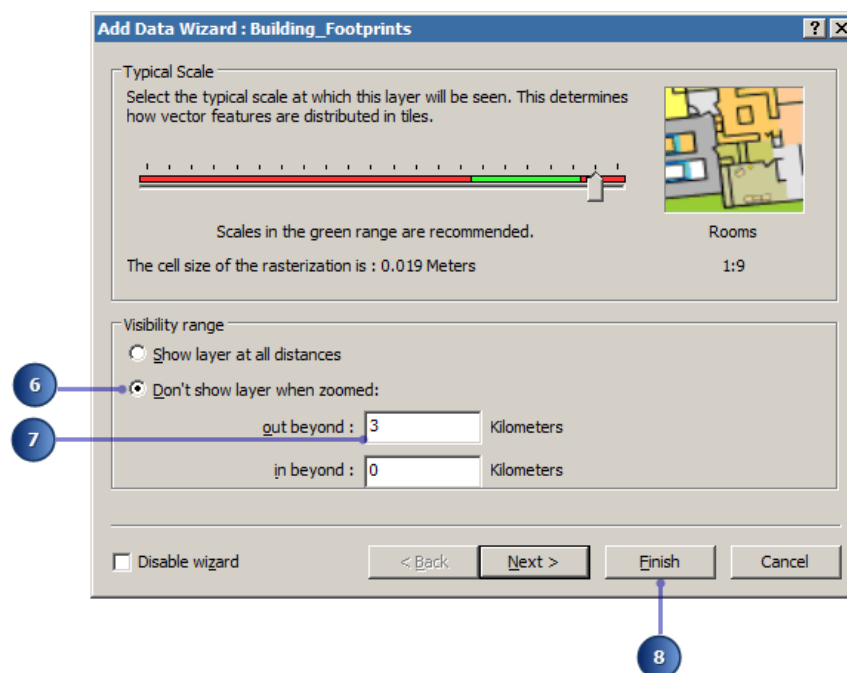 Add Data Wizard : Building_Footprints
Typical Scale
Select the typical scale at which this layer will be seen. This determines
how vector features are distributed in tiles.
Scales in the green range are recommended.
Rooms
The cell size of the rasterization is : 0.019 Meters
1:9
Visibility range
Show layer at all distances
6
Don't show layer when zoomed:
7
out beyond : 3 Kilometers
in beyond : 0 Kilometers
Disable wizard
< Back
Next >
Finish
Cancel
8